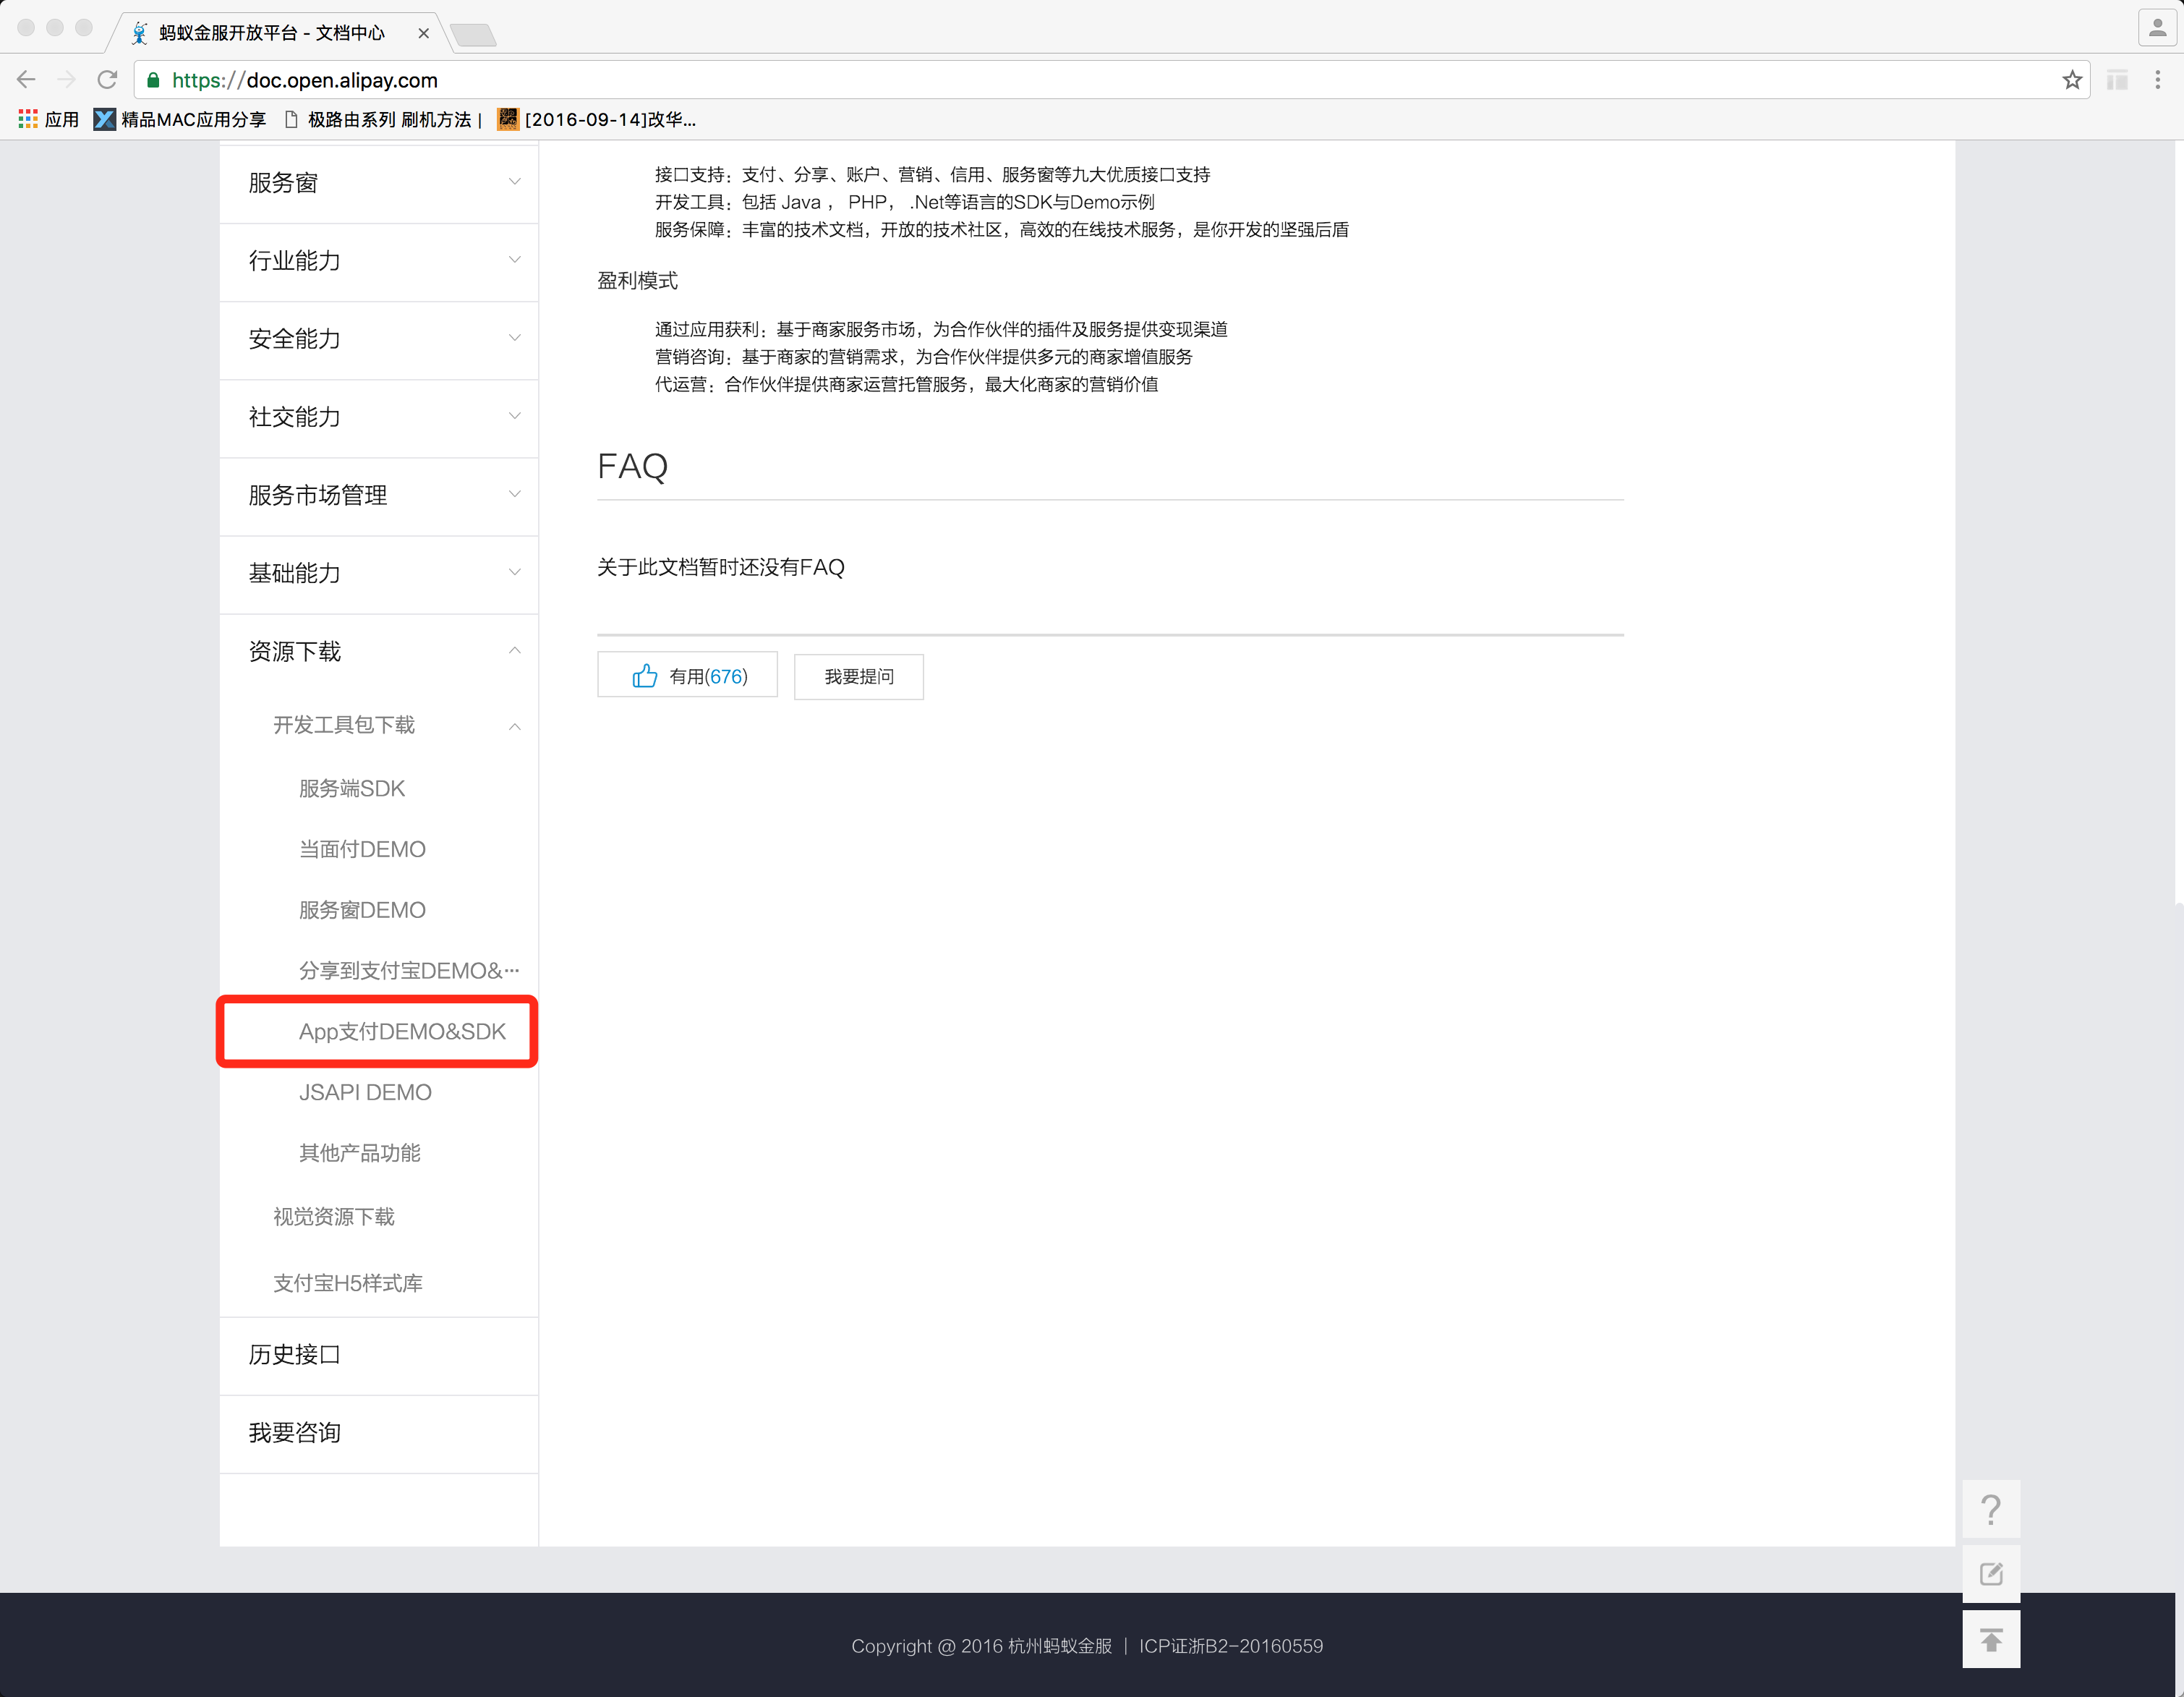 蚂蚁金服开放平台 - 文档中心
https://doc.open.alipay.com
应用 精品MAC应用分享 极路由系列 刷机方法 | [2016-09-14]改华...
服务窗
行业能力
安全能力
社交能力
服务市场管理
基础能力
资源下载
开发工具包下载
服务端SDK
当面付DEMO
服务窗DEMO
分享到支付宝DEMO&···
App支付DEMO&SDK
JSAPI DEMO
其他产品功能
视觉资源下载
支付宝H5样式库
历史接口
我要咨询
接口支持：支付、分享、账户、营销、信用、服务窗等九大优质接口支持
开发工具：包括 Java ， PHP， .Net等语言的SDK与Demo示例
服务保障：丰富的技术文档，开放的技术社区，高效的在线技术服务，是你开发的坚强后盾
盈利模式
通过应用获利：基于商家服务市场，为合作伙伴的插件及服务提供变现渠道
营销咨询：基于商家的营销需求，为合作伙伴提供多元的商家增值服务
代运营：合作伙伴提供商家运营托管服务，最大化商家的营销价值
FAQ
关于此文档暂时还没有FAQ
有用(676) 我要提问
?
Copyright @ 2016 杭州蚂蚁金服 | ICP证浙B2-20160559